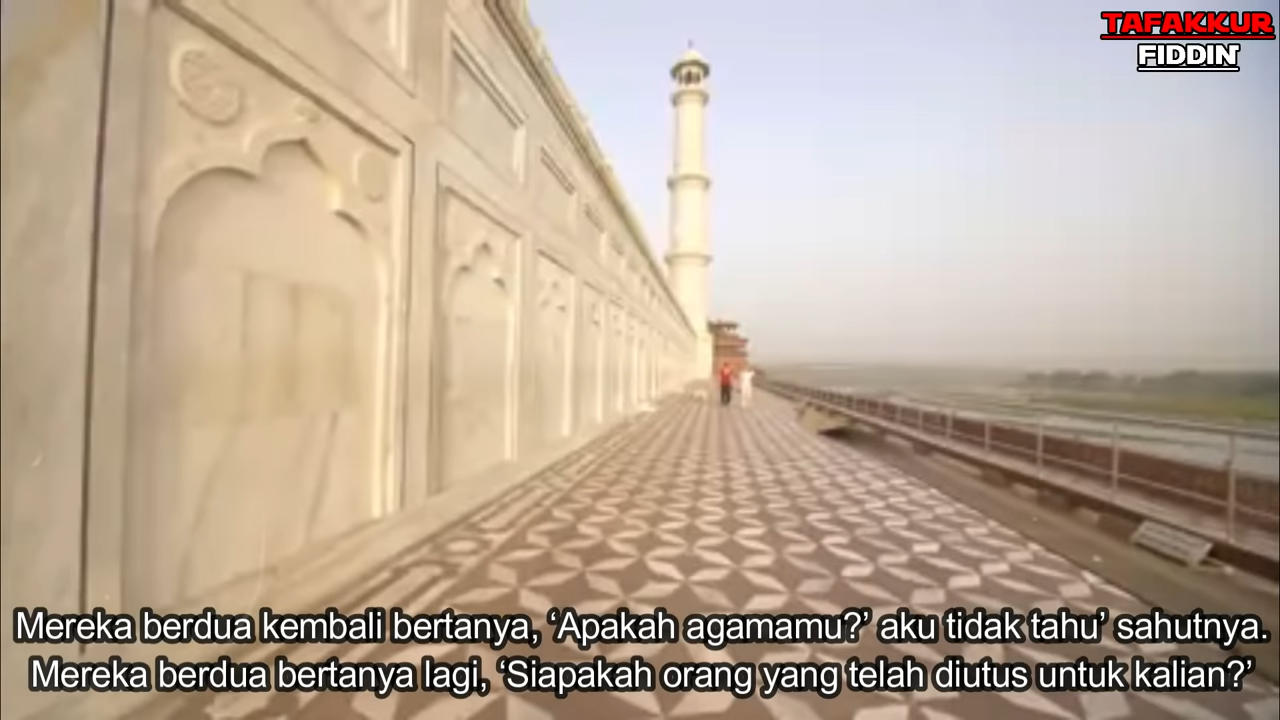 TAFAKKUR
FIDDIN
Mereka berdua kembali bertanya, ‘Apakah agamamu?’ aku tidak tahu’ sahutnya.
Mereka berdua bertanya lagi, ‘Siapakah orang yang telah diutus untuk kalian?’